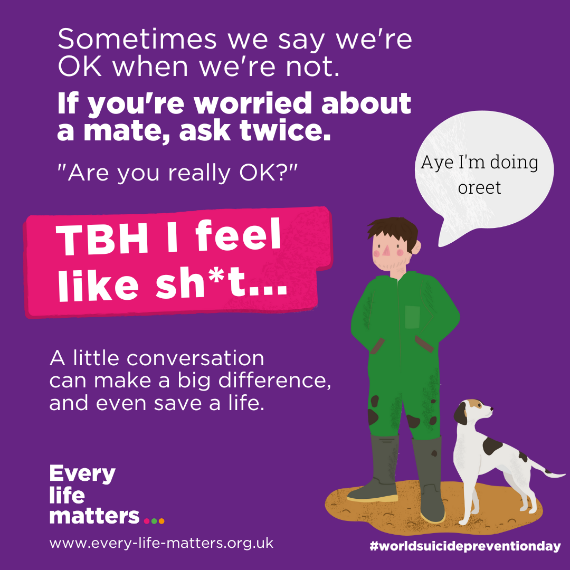 Sometimes we say we're
OK when we're not.
If you're worried about
a mate, ask twice.
"Are you really OK?"
Aye I'm doing
oreet
TBH I feel
like sh*t...
A little conversation
can make a big difference,
and even save a life.
Every
life
matters...
www.every-life-matters.org.uk
#worldsuicidepreventionday